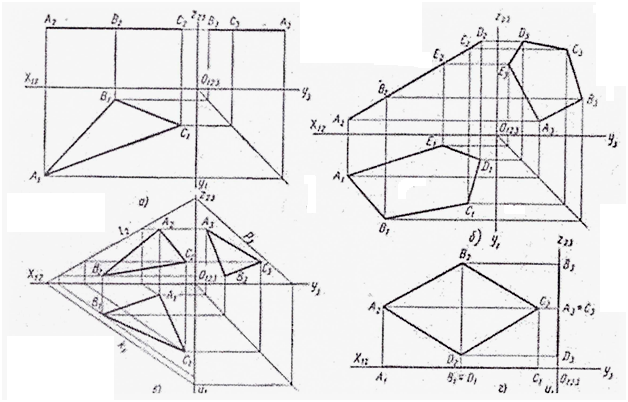 A₂ B₂ C₂ Z₂₃ B₃ C₃ A₃
X₁₂ O₁₂₃ y₃
B₁
C₁
A₁
y₁
а)
Z₂₃
E₂ D₂ D₃
E₂ C₃
E₃
B₂ B₃
A₂ A₃
X₁₂ O₁₂₃ y₃
E₁
A₁ D₁
C₁
B₁
y₁
б)
Z₂₃
A₂ A₃
B₂ C₂ B₃ C₃
X₁₂ O₁₂₃ y₃
A₁
B₁
C₁
Z₂₃
B₂ B₃
A₂ C₂ A₃≡C₃
D₂ D₃
X₁₂ y₃
A₁ B₁≡D₁ C₁ O₁₂₃
г)